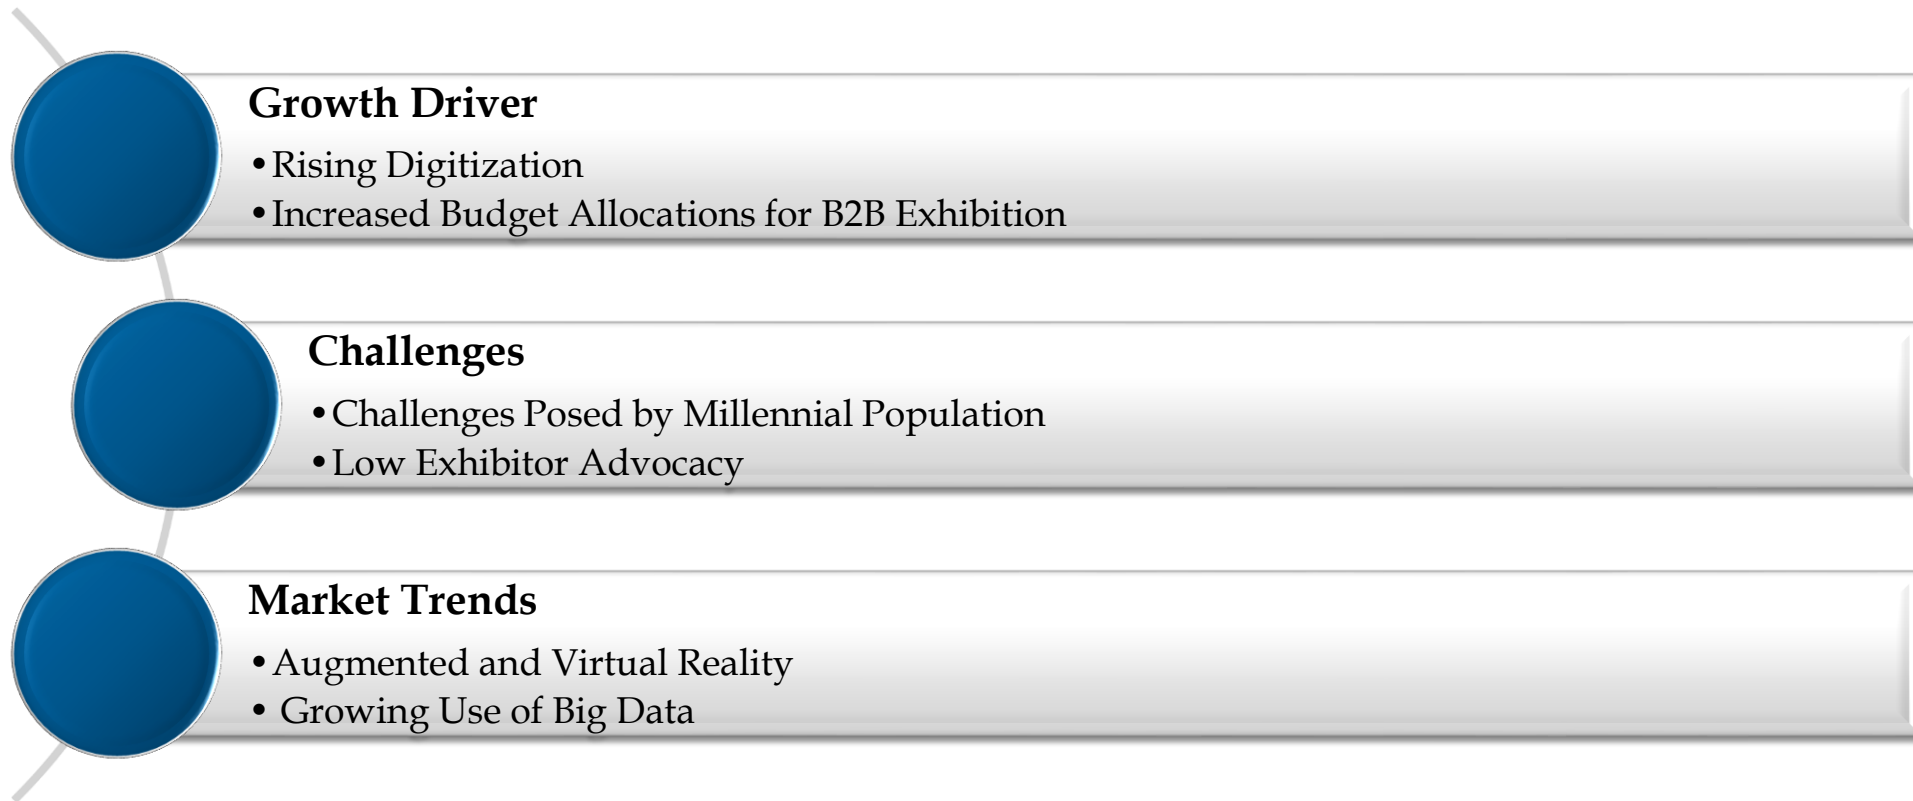 Growth Driver
•Rising Digitization
•Increased Budget Allocations for B2B Exhibition
Challenges
•Challenges Posed by Millennial Population
•Low Exhibitor Advocacy
Market Trends
•Augmented and Virtual Reality
• Growing Use of Big Data